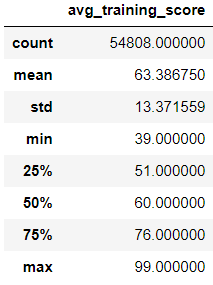 avg_training_score
count 54808.000000
mean 63.386750
std 13.371559
min 39.000000
25% 51.000000
50% 60.000000
75% 76.000000
max 99.000000